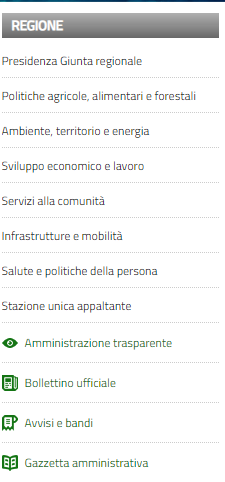 REGIONE
Presidenza Giunta regionale
Politiche agricole, alimentari e forestali
Ambiente, territorio e energia
Sviluppo economico e lavoro
Servizi alla comunità
Infrastrutture e mobilità
Salute e politiche della persona
Stazione unica appaltante
Amministrazione trasparente
Bollettino ufficiale
Avvisi e bandi
Gazzetta amministrativa